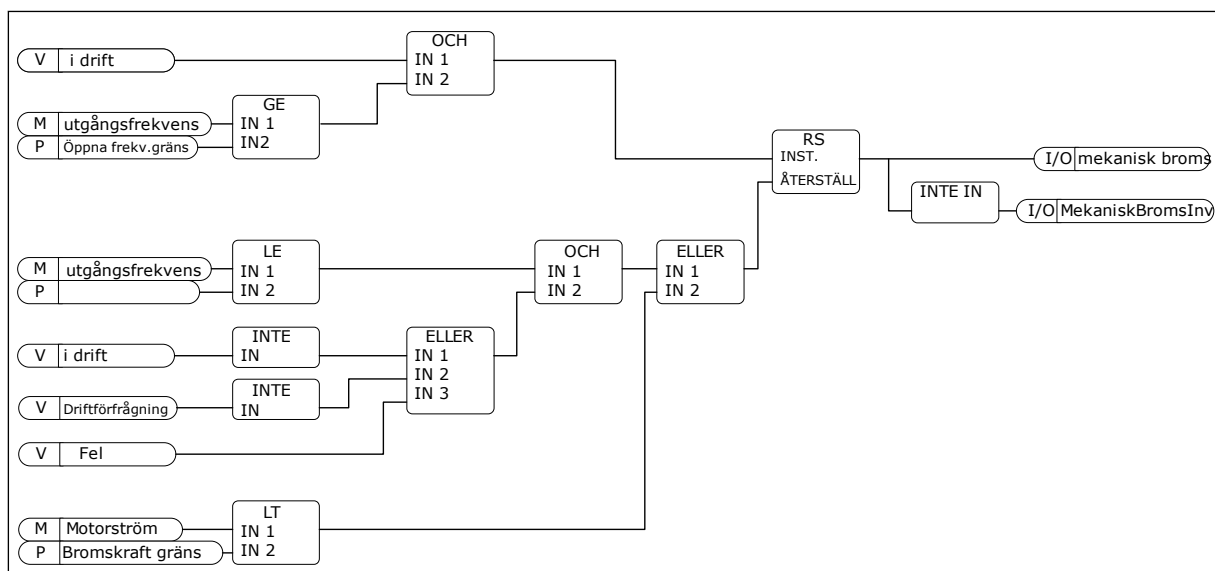 OCH
V i drift
IN 1
IN 2
GE
M utgångsfrekvens
IN 1
P Öppna frekv.gräns
IN2
RS
INST.
ÅTERSTÄLL
I/O mekanisk broms
INTE IN
I/O MekaniskBromsInv
LE
M utgångsfrekvens
IN 1
P
IN 2
OCH
IN 1
IN 2
ELLER
IN 1
IN 2
INTE
V i drift
IN
ELLER
IN 1
IN 2
IN 3
INTE
V Driftförfrågning
IN
V Fel
LT
M Motorström
IN 1
P Bromskraft gräns
IN 2